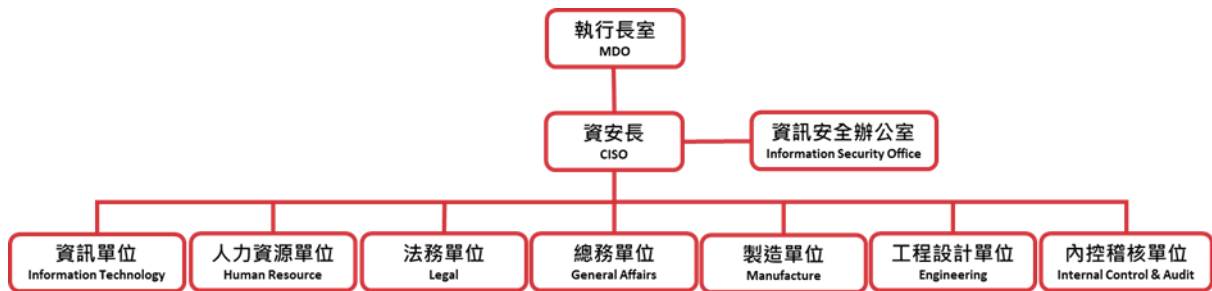 執行長室
MDO
資安長
CISO
資訊安全辦公室
Information Security Office
資訊單位
Information Technology
人力資源單位
Human Resource
法務單位
Legal
總務單位
General Affairs
製造單位
Manufacture
工程設計單位
Engineering
內控稽核單位
Internal Control & Audit